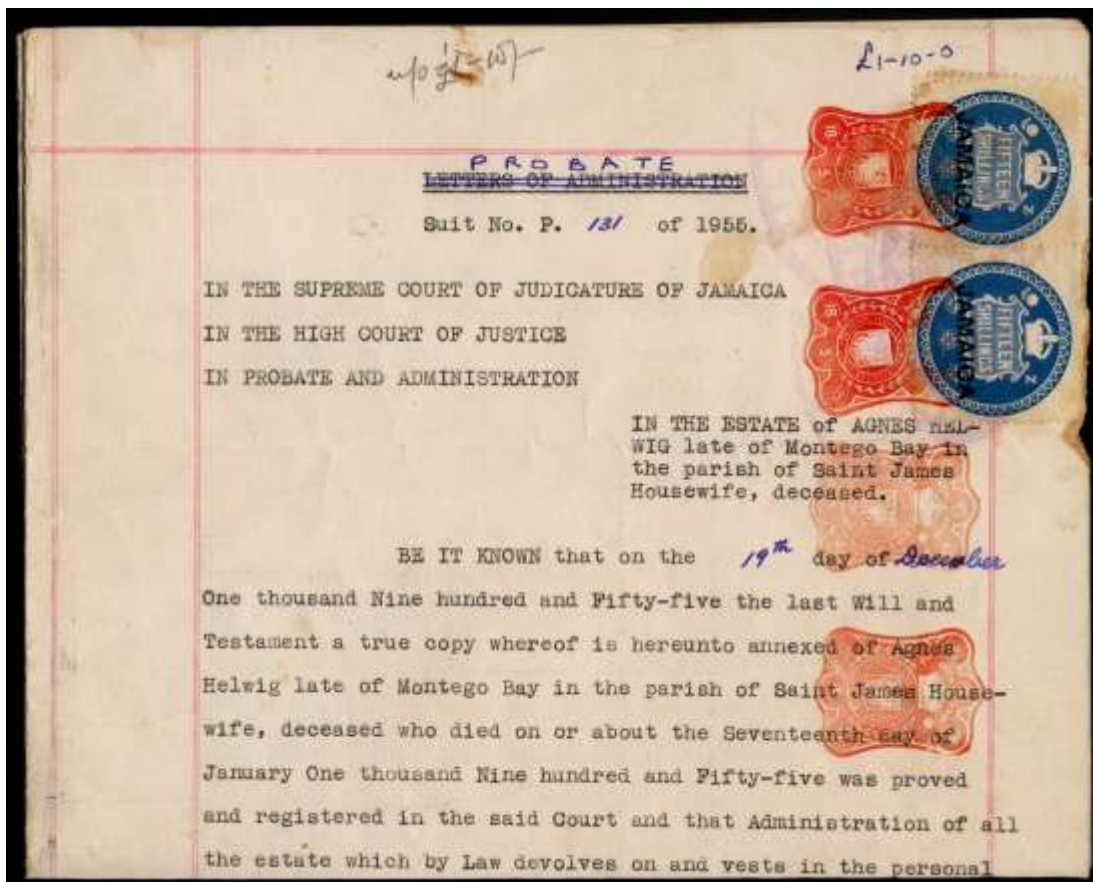 £1-10-0
PROBATE
LETTERS OF ADMINISTRATION
Suit No. P. 131 of 1955.
IN THE SUPREME COURT OF JUDICATURE OF JAMAICA
IN THE HIGH COURT OF JUSTICE
IN PROBATE AND ADMINISTRATION
IN THE ESTATE of AGNES HEL-
WIG late of Montego Bay in
the parish of Saint James
Housewife, deceased.
BE IT KNOWN that on the 19th day of December
One thousand Nine hundred and Fifty-five the last Will and
Testament a true copy whereof is hereunto annexed of Agnes
Helwig late of Montego Bay in the parish of Saint James House-
wife, deceased who died on or about the Seventeenth day of
January One thousand Nine hundred and Fifty-five was proved
and registered in the said Court and that Administration of all
the estate which by Law devolves on and vests in the personal
JAMAICA
FIFTEEN
SHILLINGS
JAMAICA
FIFTEEN
SHILLINGS